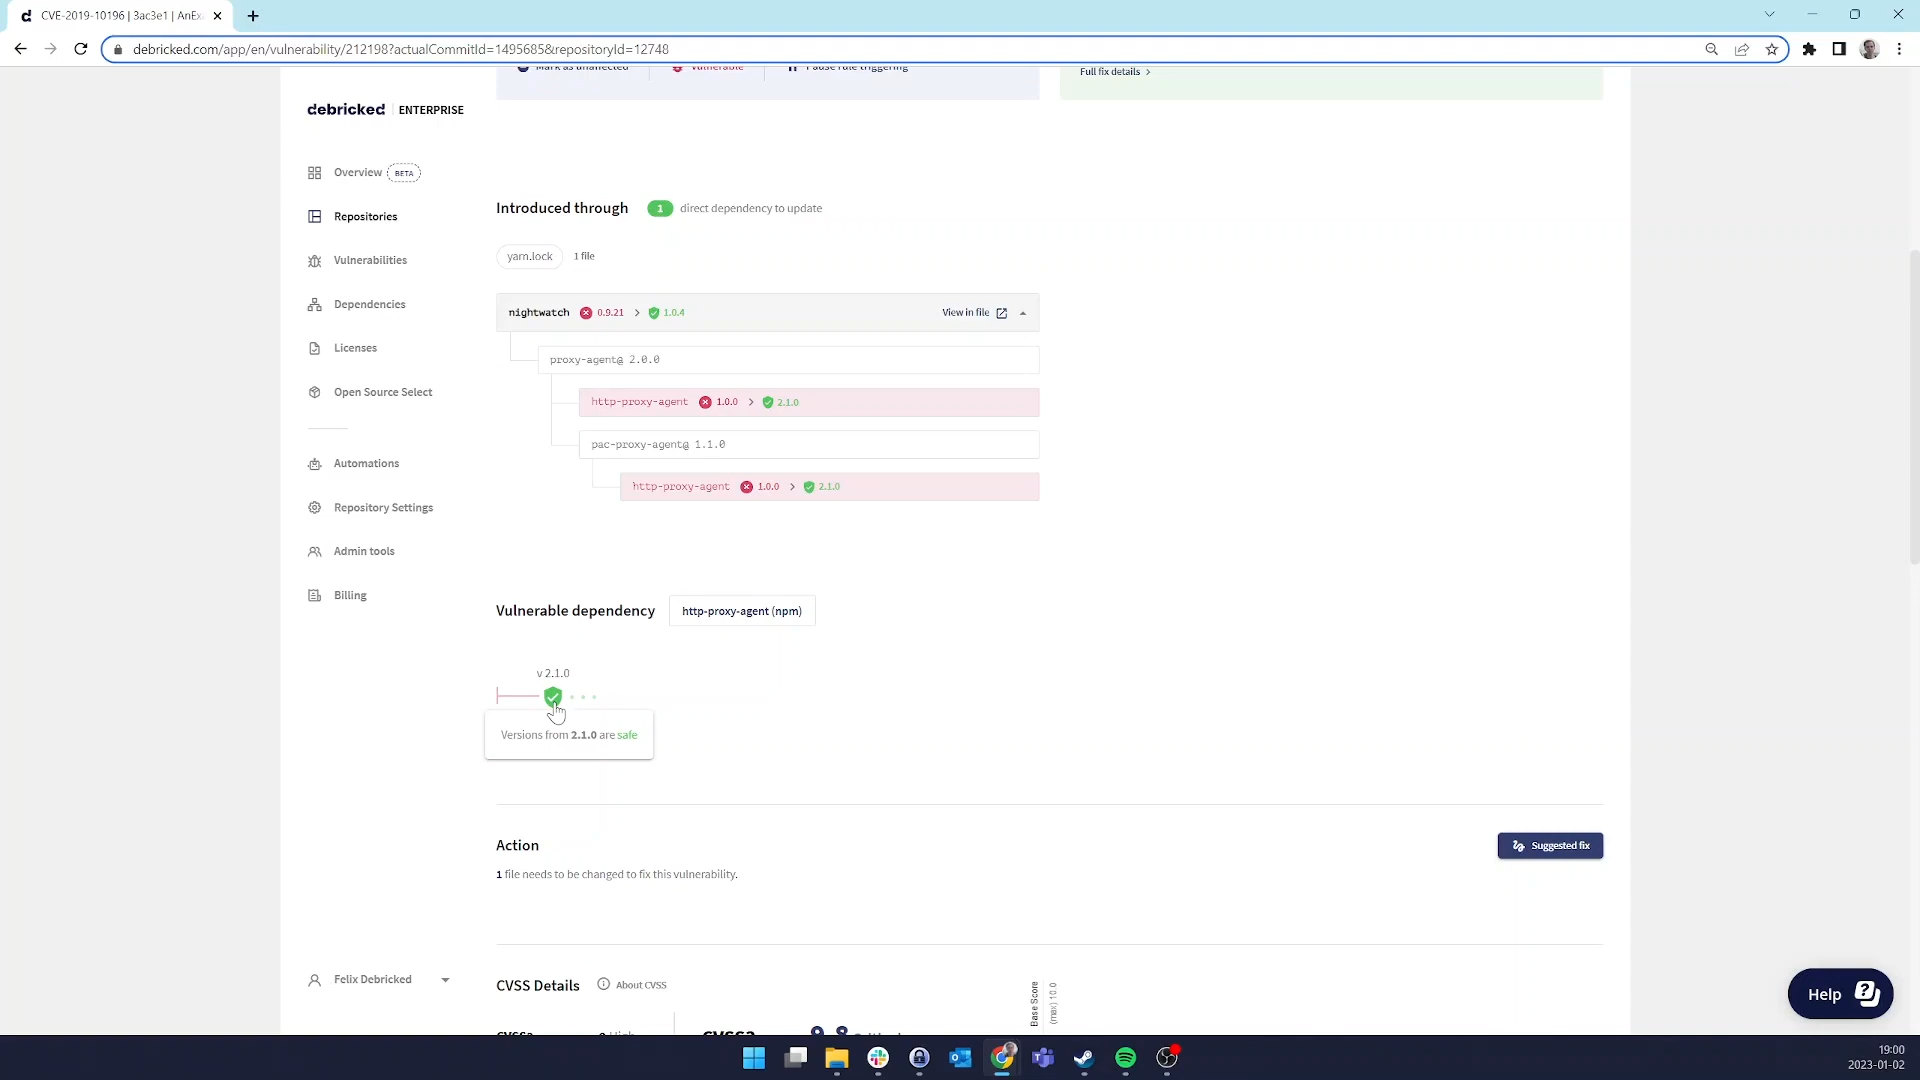 CVE-2019-10196 | 3ac3e1 | AnEx
debricked.com/app/en/vulnerability/212198?actualCommitId=1495685&repositoryId=12748
Mark as unaffected
Vulnerable
Pause rule triggering
Full fix details >
debricked | ENTERPRISE
Overview BETA
Repositories
Vulnerabilities
Dependencies
Licenses
Open Source Select
Automations
Repository Settings
Admin tools
Billing
Felix Debricked
Introduced through 1 direct dependency to update
yarn.lock 1 file
nightwatch 0.9.21 > 1.0.4 View in file
proxy-agent@ 2.0.0
http-proxy-agent 1.0.0 > 2.1.0
pac-proxy-agent@ 1.1.0
http-proxy-agent 1.0.0 > 2.1.0
Vulnerable dependency http-proxy-agent (npm)
v 2.1.0
Versions from 2.1.0 are safe
Action
Suggested fix
1 file needs to be changed to fix this vulnerability.
CVSS Details About CVSS
Base Score
(max) 10.0
Help
19:00
2023-01-02